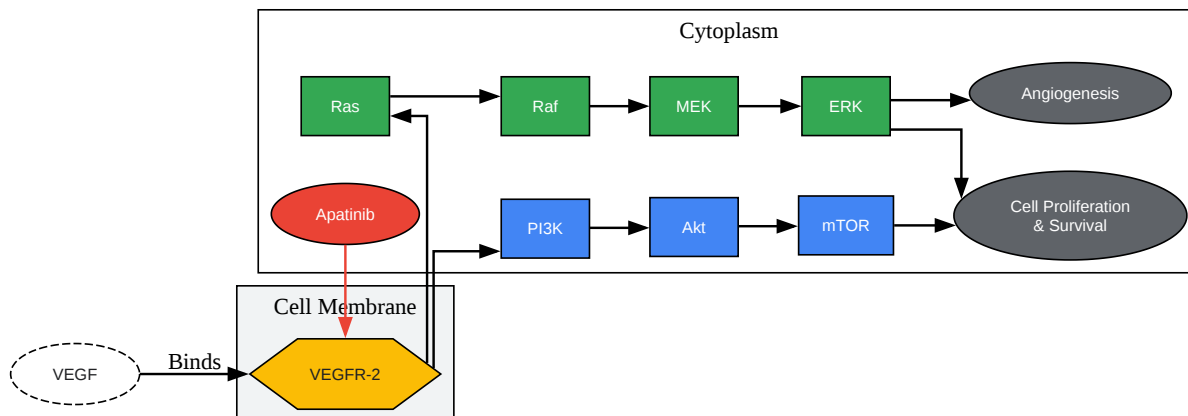 Cytoplasm
Ras
Raf
MEK
ERK
Angiogenesis
Apatinib
PI3K
Akt
mTOR
Cell Proliferation
& Survival
Cell Membrane
VEGF
Binds
VEGFR-2